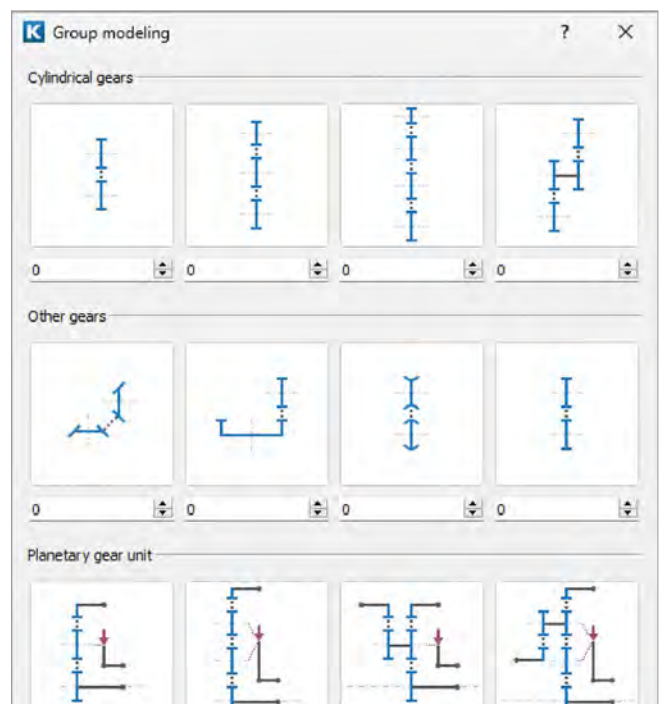 K Group modeling ? ×
Cylindrical gears
0 0 0 0
Other gears
0 0 0 0
Planetary gear unit